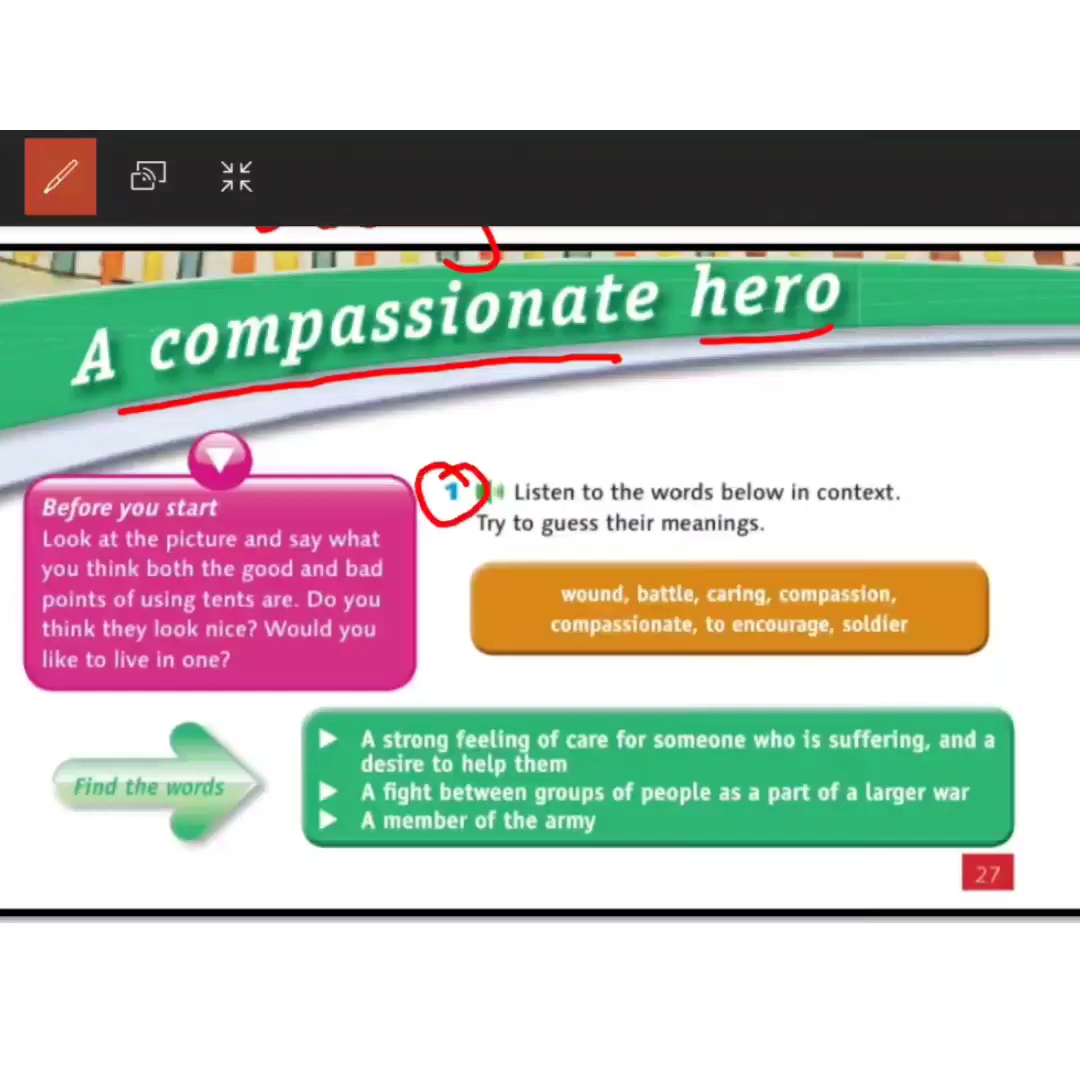 A compassionate hero
Before you start
Look at the picture and say what
you think both the good and bad
points of using tents are. Do you
think they look nice? Would you
like to live in one?
1 Listen to the words below in context.
Try to guess their meanings.
wound, battle, caring, compassion,
compassionate, to encourage, soldier
Find the words
A strong feeling of care for someone who is suffering, and a
desire to help them
A fight between groups of people as a part of a larger war
A member of the army
27